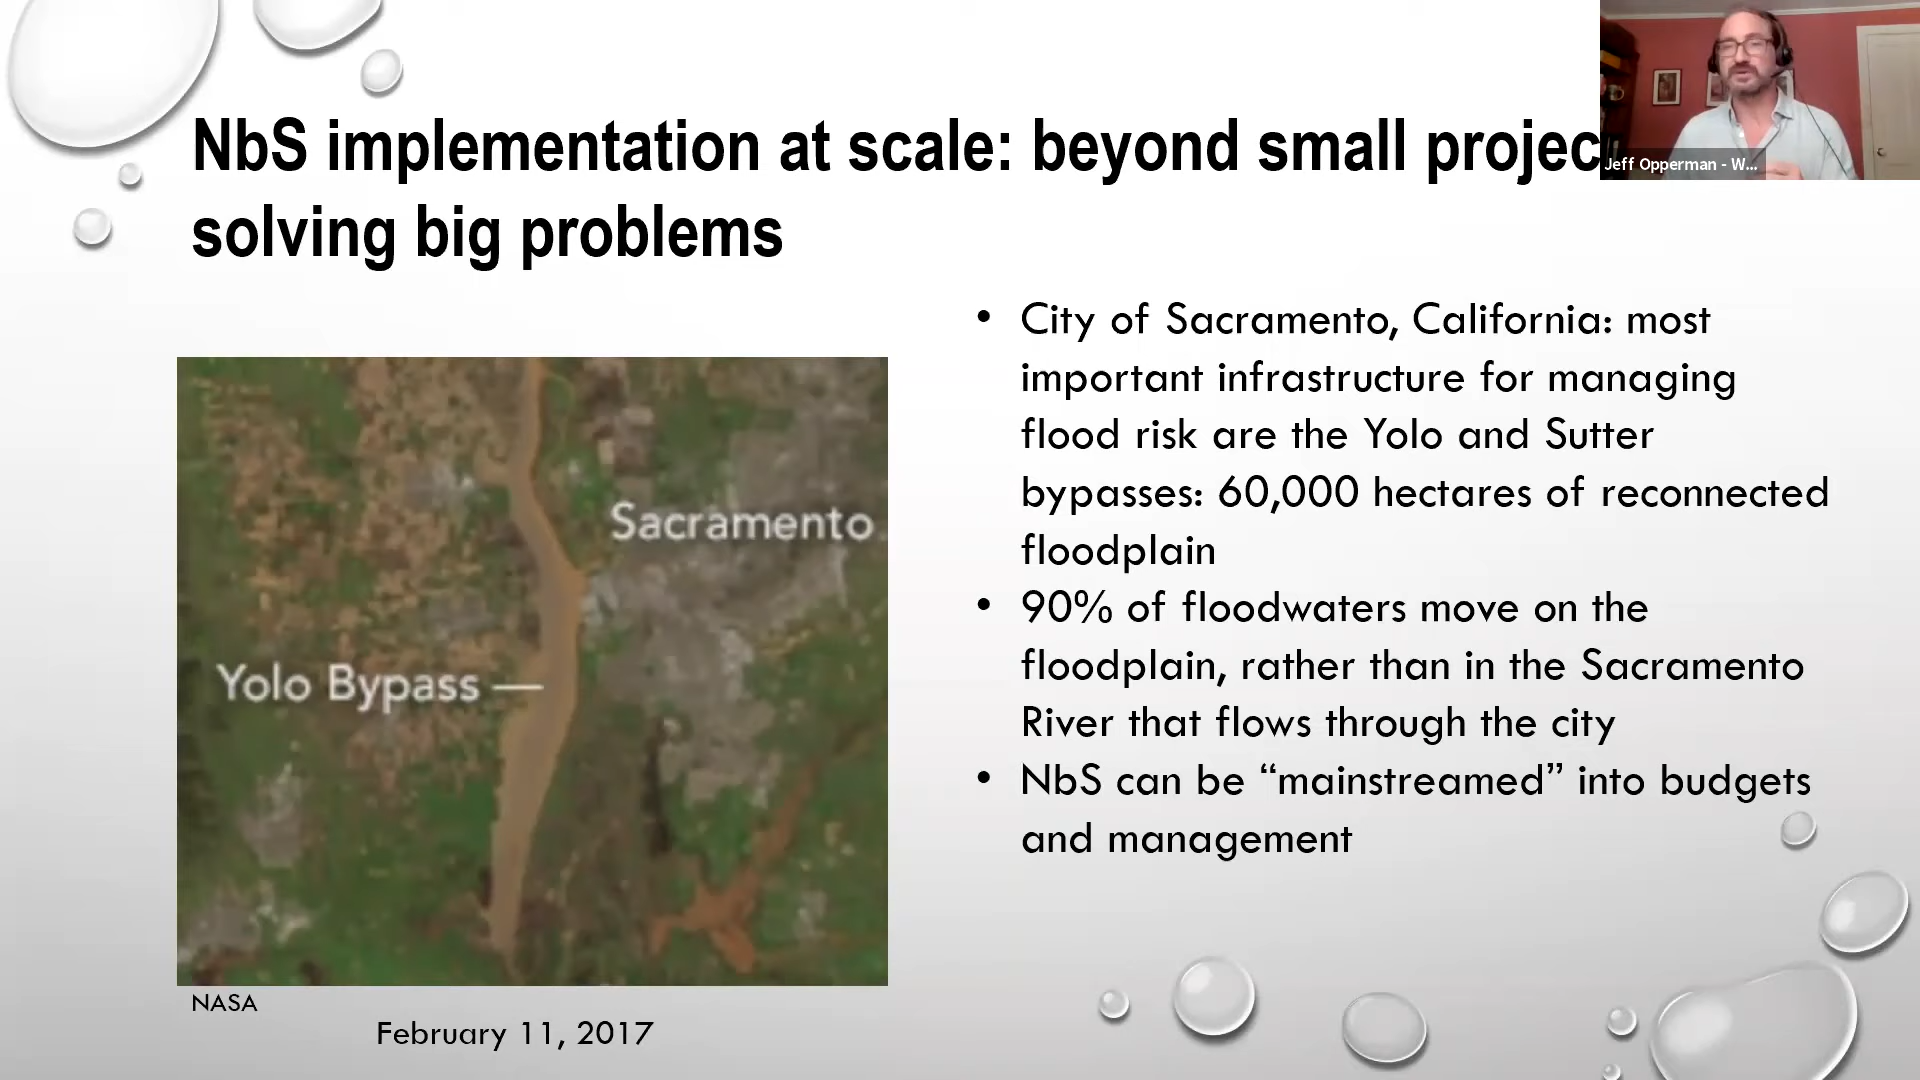 NbS implementation at scale: beyond small projec
solving big problems
Jeff Opperman - W...
• City of Sacramento, California: most
important infrastructure for managing
flood risk are the Yolo and Sutter
bypasses: 60,000 hectares of reconnected
floodplain
• 90% of floodwaters move on the
floodplain, rather than in the Sacramento
River that flows through the city
• NbS can be “mainstreamed” into budgets
and management
Sacramento
Yolo Bypass
NASA
February 11, 2017